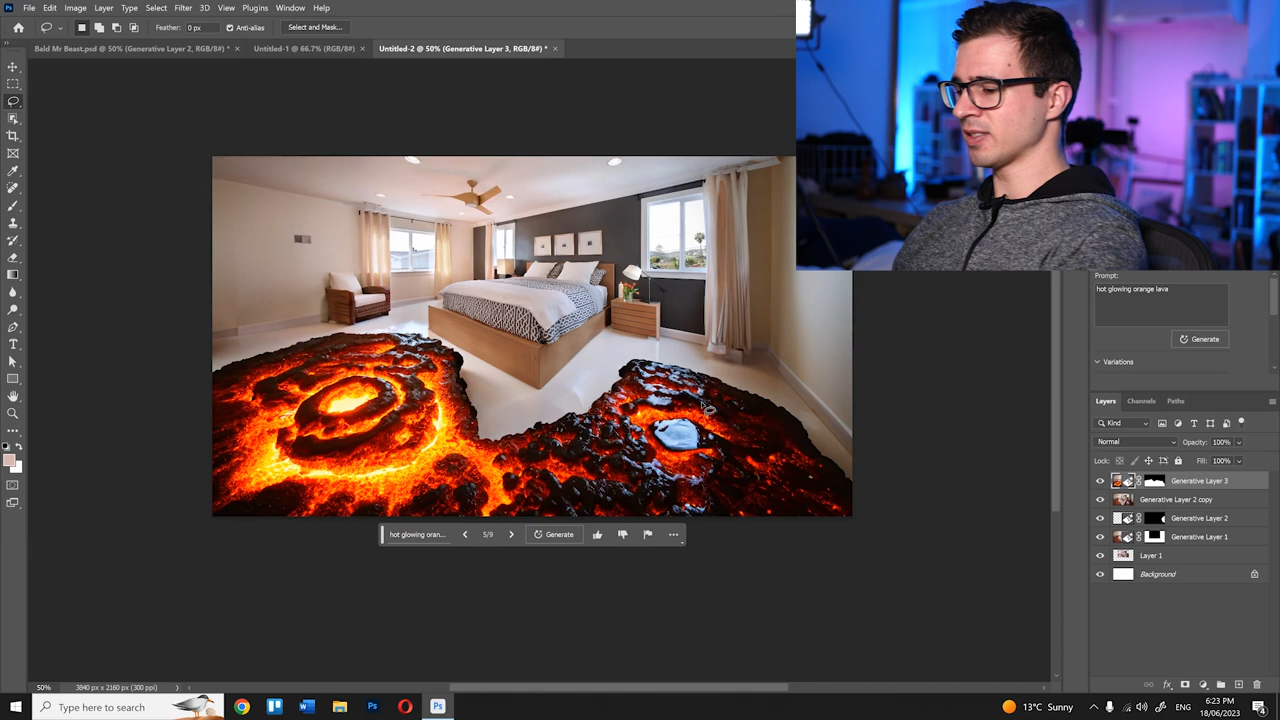 File Edit Image Layer Type Select Filter 3D View Plugins Window Help
Feather: 0 px Anti-alias Select and Mask...
Bald Mr Beast.psd @ 50% (Generative Layer 2, RGB/8#) * × Untitled-1 @ 66.7% (RGB/8#) × Untitled-2 @ 50% (Generative Layer 3, RGB/8#) * ×
Prompt:
hot glowing orange lava
Generate
Variations
Layers Channels Paths
Kind
Normal Opacity: 100%
Lock: Fill: 100%
Generative Layer 3
Generative Layer 2 copy
Generative Layer 2
Generative Layer 1
Layer 1
Background
hot glowing oran... 5/9 Generate
50% 3840 px x 2160 px (300 ppi)
Type here to search
Ps
13°C Sunny
ENG
6:23 PM
18/06/2023